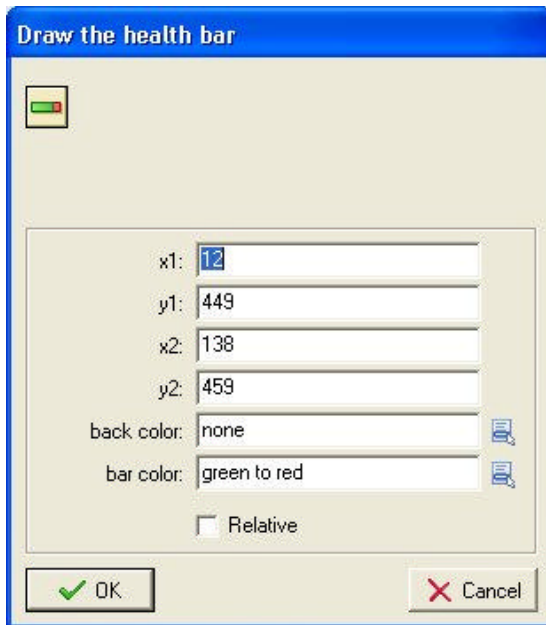 Draw the health bar
x1: 12
y1: 449
x2: 138
y2: 459
back color: none
bar color: green to red
Relative
OK Cancel